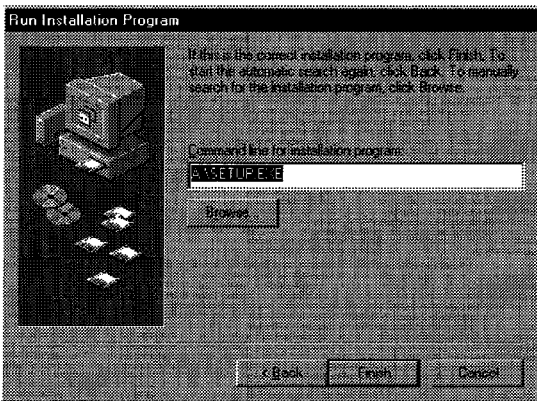 Run Installation Program
If this is the correct installation program, click Finish. To
start the automatic search again, click Back. To manually
search for the installation program, click Browse.
Command line for installation program:
A:\SETUP.EXE
Browse...
< Back
Finish
Cancel